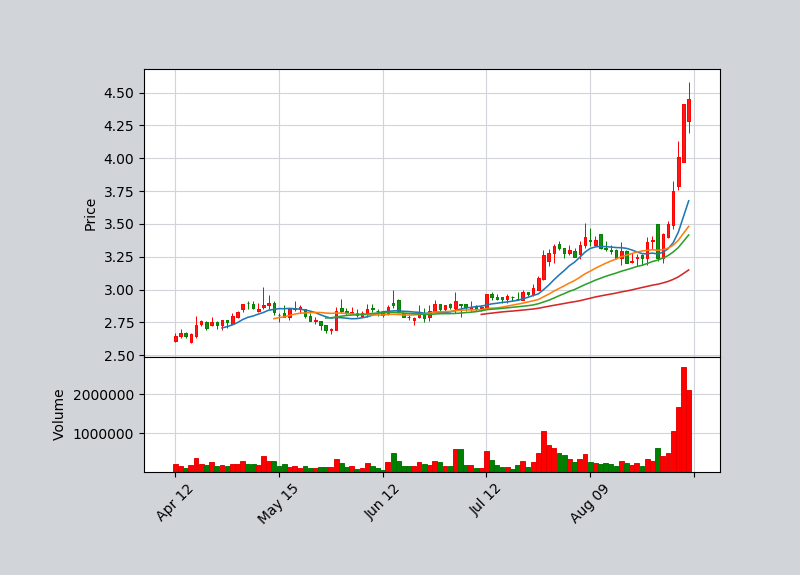 4.50
4.25
4.00
3.75
3.50
3.25
3.00
2.75
2.50
Price
2000000
1000000
Volume
Apr 12
May 15
Jun 12
Jul 12
Aug 09